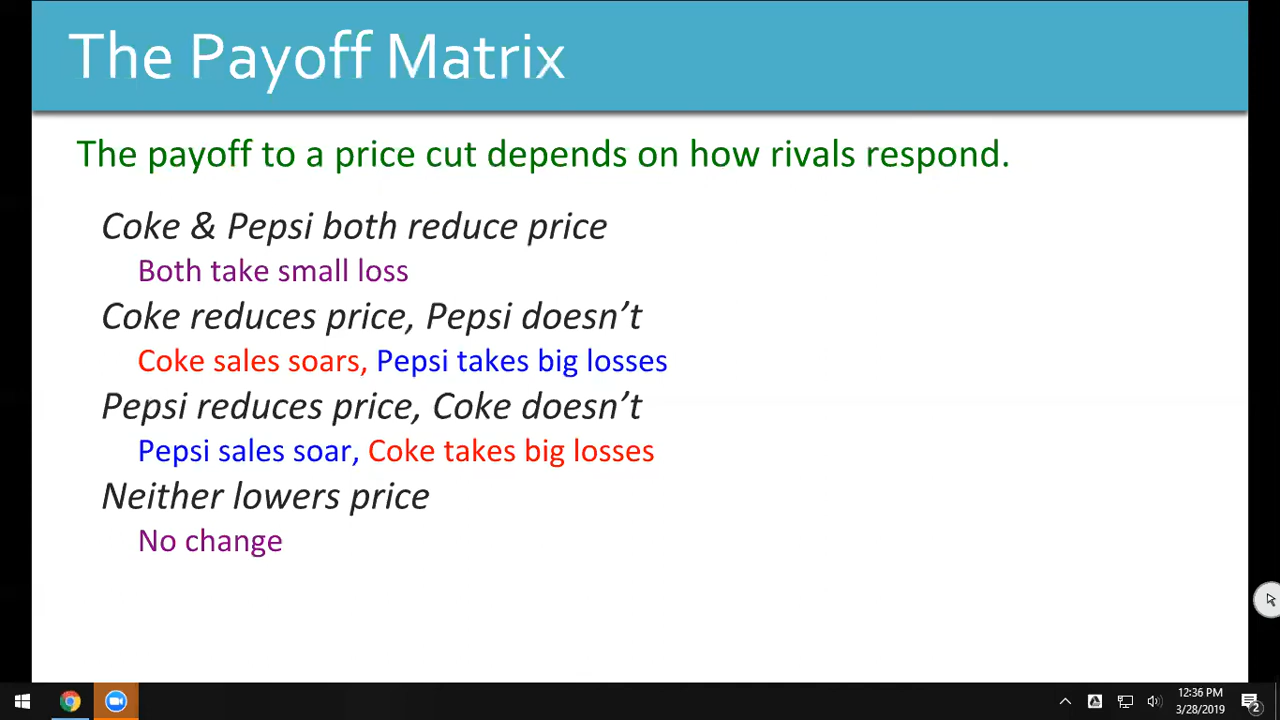 The Payoff Matrix
The payoff to a price cut depends on how rivals respond.
Coke & Pepsi both reduce price
Both take small loss
Coke reduces price, Pepsi doesn’t
Coke sales soars, Pepsi takes big losses
Pepsi reduces price, Coke doesn’t
Pepsi sales soar, Coke takes big losses
Neither lowers price
No change
12:36 PM
3/28/2019
2